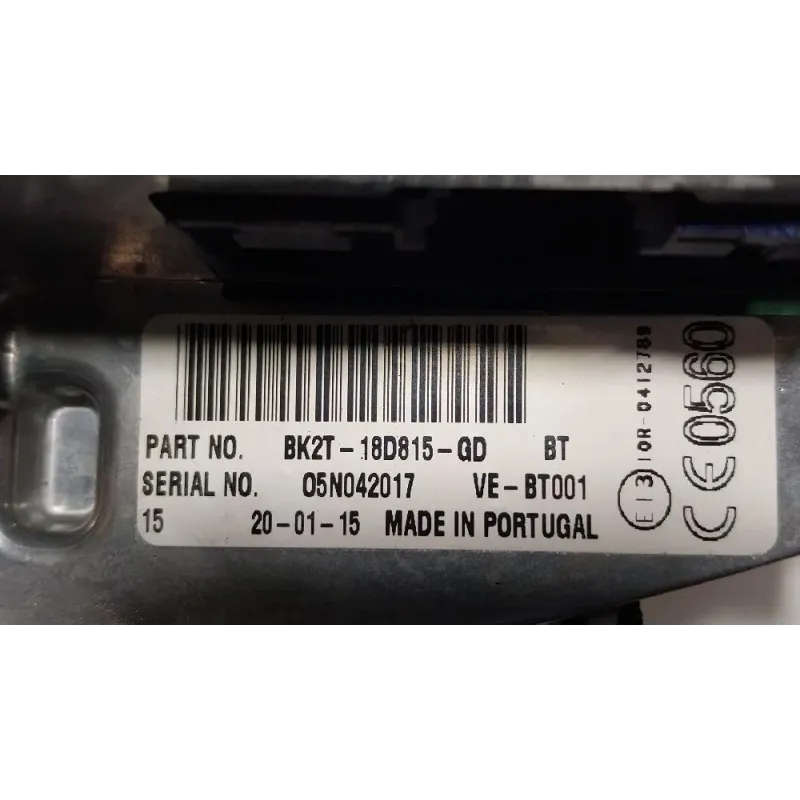 PART NO. BK2T-18D815-GD BT
SERIAL NO. 05N042017 VE-BT001
15 20-01-15 MADE IN PORTUGAL
E13 10R-0412789
CE0560